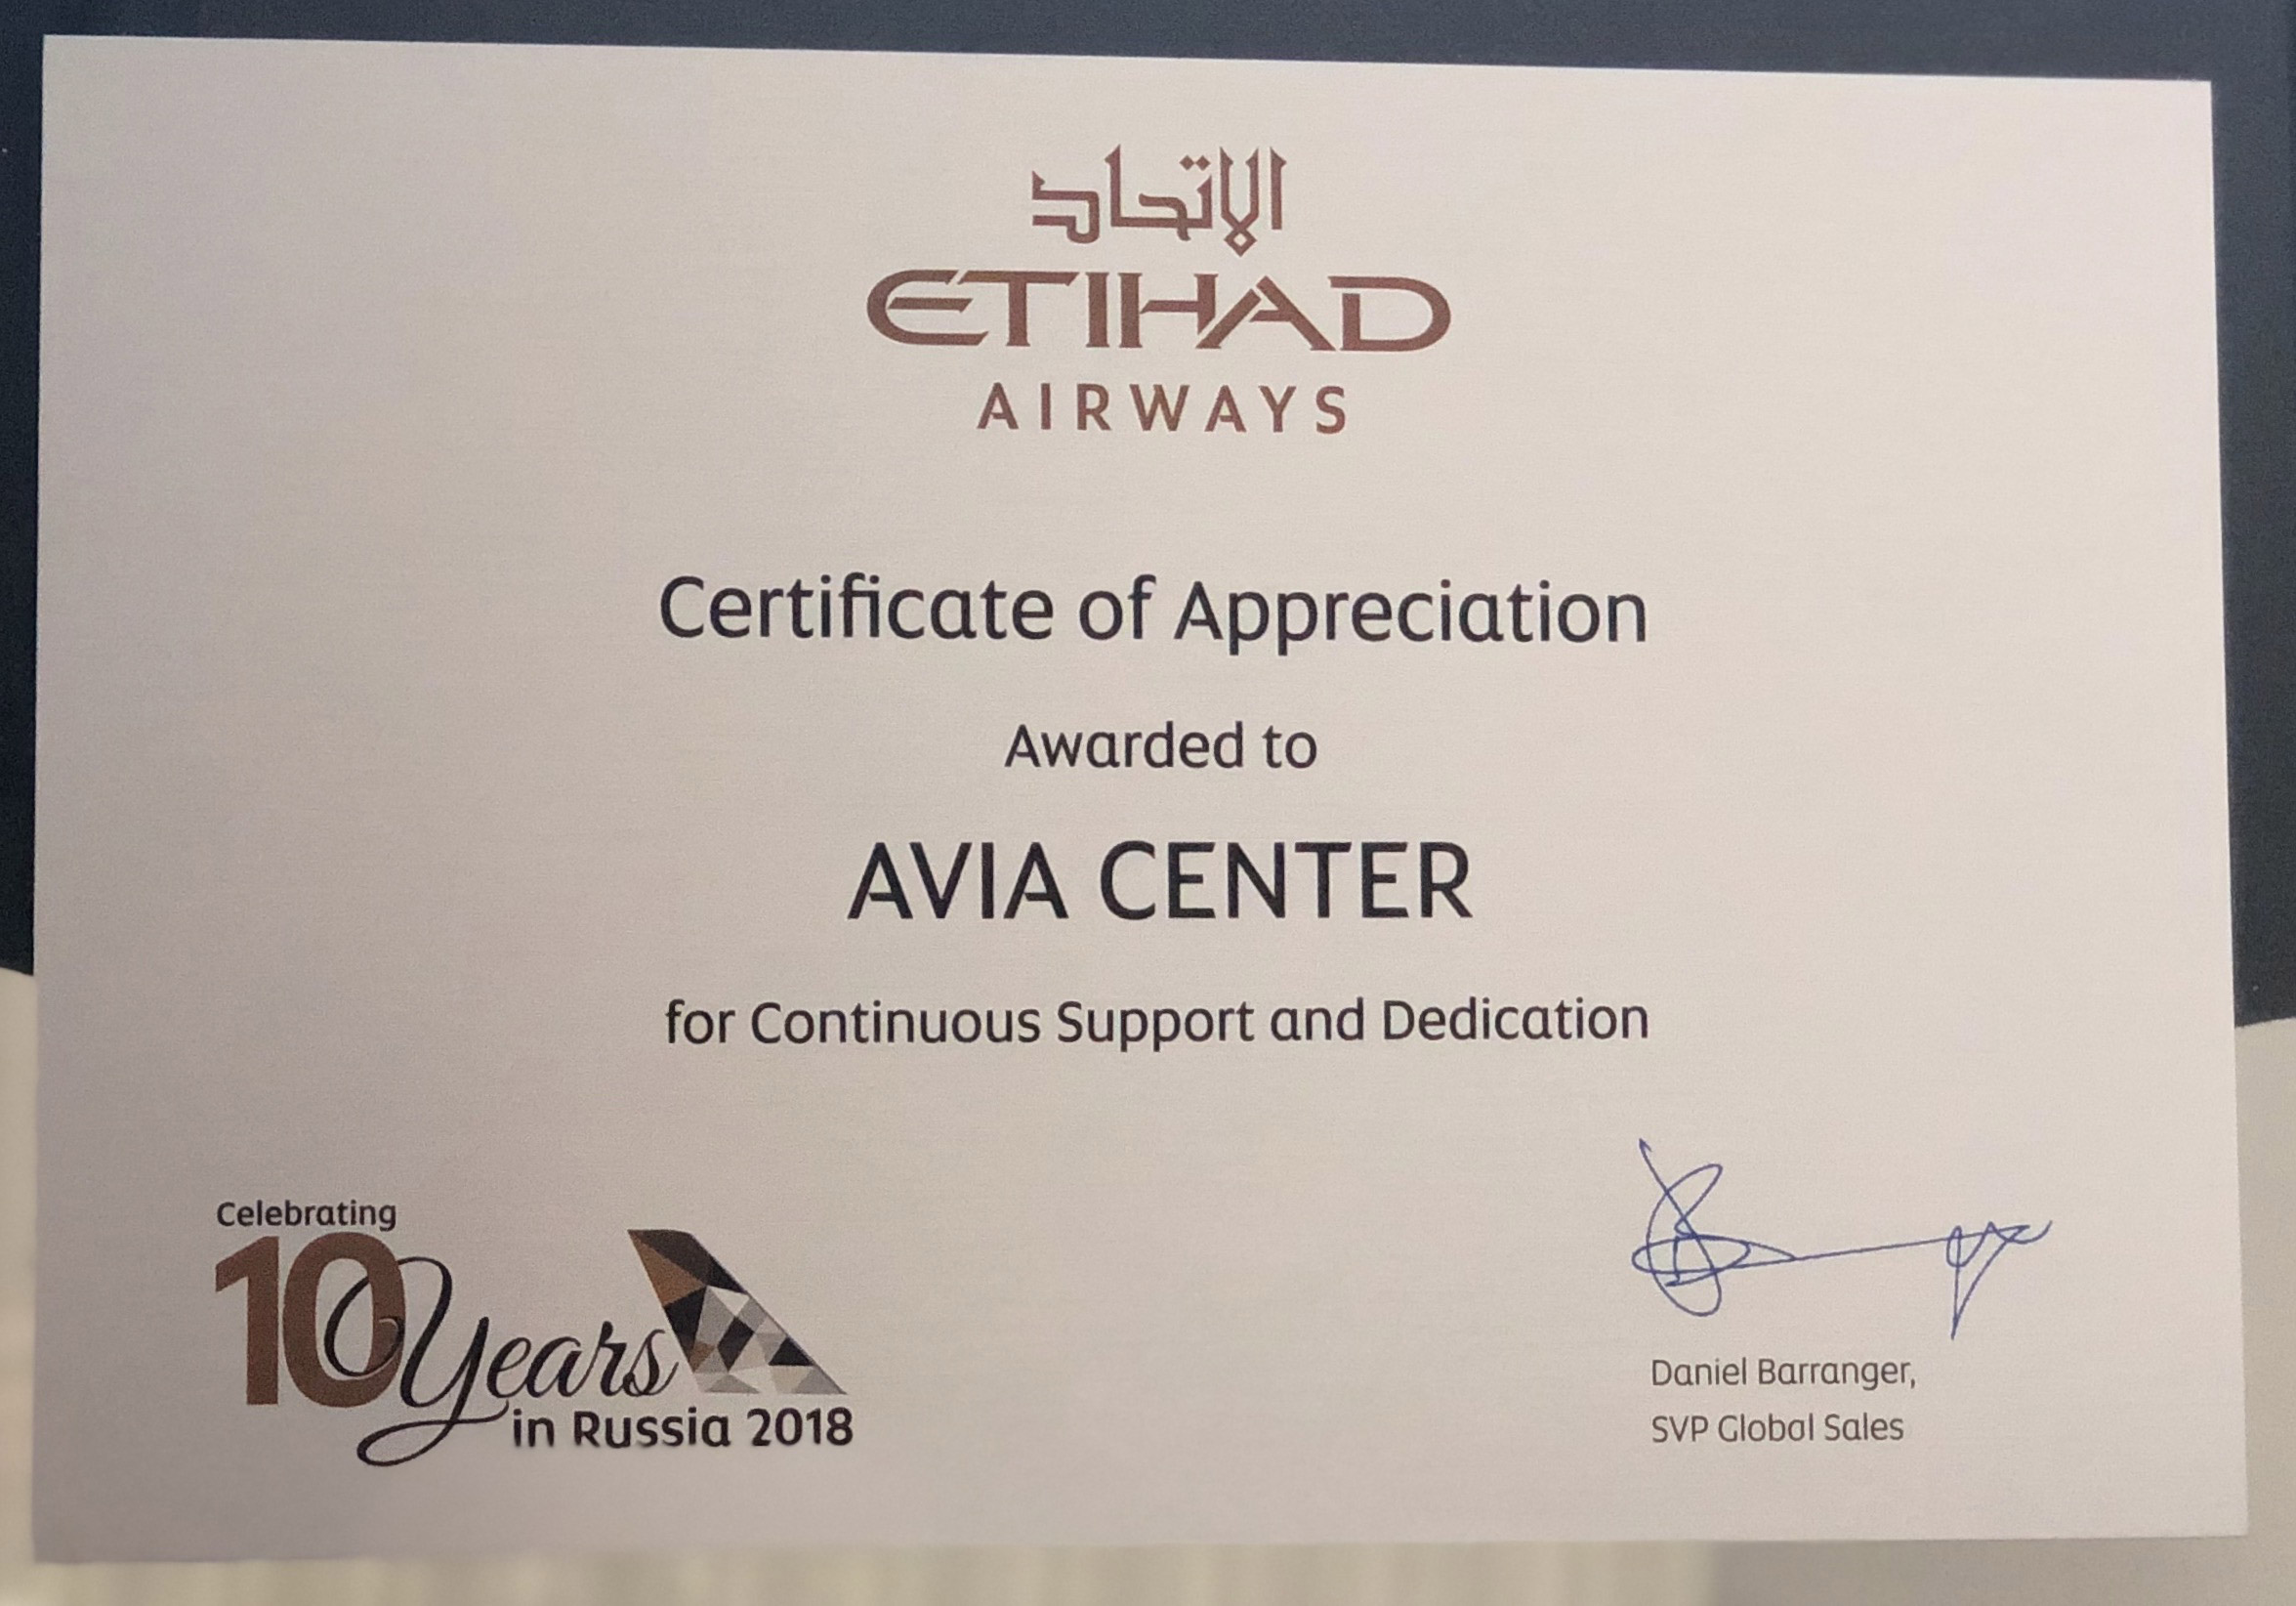 الإتحاد
ETIHAD
AIRWAYS
Certificate of Appreciation
Awarded to
AVIA CENTER
for Continuous Support and Dedication
Celebrating
10 Years
in Russia 2018
Daniel Barranger,
SVP Global Sales